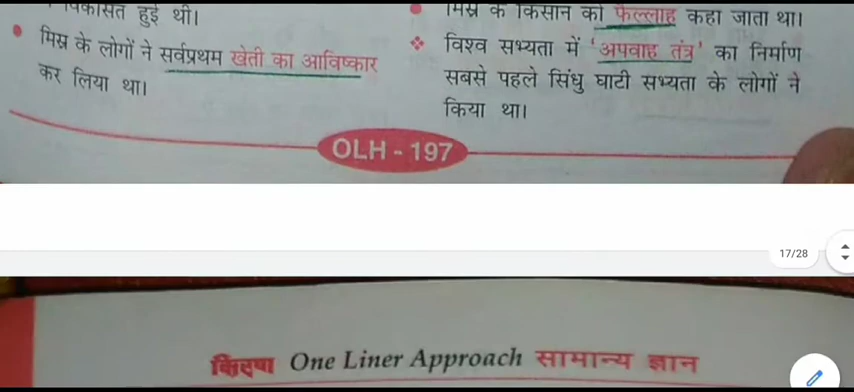 विकसित हुई थी।
मिस्र के लोगों ने सर्वप्रथम खेती का आविष्कार
कर लिया था।
मिस्र के किसान को फेल्लाह कहा जाता था।
विश्व सभ्यता में 'अपवाह तंत्र' का निर्माण
सबसे पहले सिंधु घाटी सभ्यता के लोगों ने
किया था।
OLH - 197
17/28
किरण One Liner Approach सामान्य ज्ञान